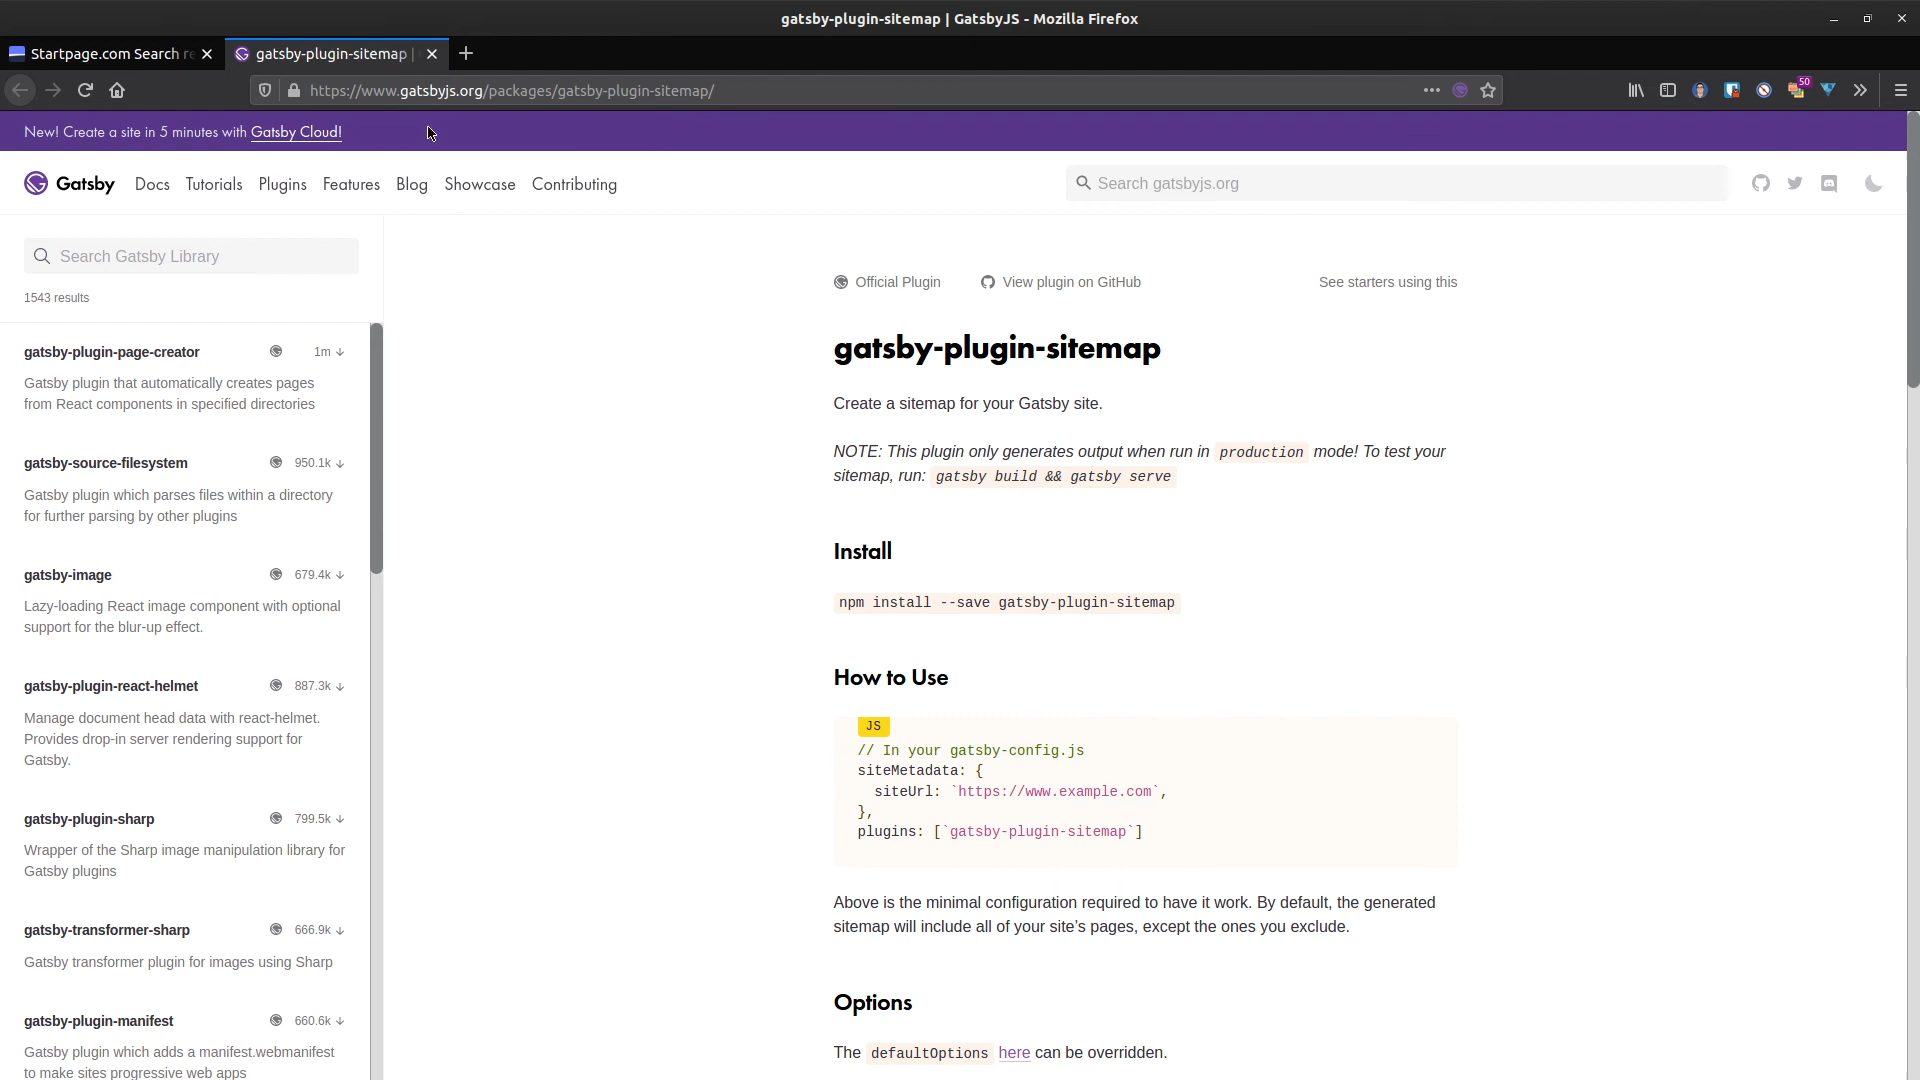 gatsby-plugin-sitemap | GatsbyJS - Mozilla Firefox
Startpage.com Search re
gatsby-plugin-sitemap |
https://www.gatsbyjs.org/packages/gatsby-plugin-sitemap/
50
New! Create a site in 5 minutes with Gatsby Cloud!
Gatsby Docs Tutorials Plugins Features Blog Showcase Contributing
Search gatsbyjs.org
Search Gatsby Library
1543 results
gatsby-plugin-page-creator 1m ↓
Gatsby plugin that automatically creates pages
from React components in specified directories
gatsby-source-filesystem 950.1k ↓
Gatsby plugin which parses files within a directory
for further parsing by other plugins
gatsby-image 679.4k ↓
Lazy-loading React image component with optional
support for the blur-up effect.
gatsby-plugin-react-helmet 887.3k ↓
Manage document head data with react-helmet.
Provides drop-in server rendering support for
Gatsby.
gatsby-plugin-sharp 799.5k ↓
Wrapper of the Sharp image manipulation library for
Gatsby plugins
gatsby-transformer-sharp 666.9k ↓
Gatsby transformer plugin for images using Sharp
gatsby-plugin-manifest 660.6k ↓
Gatsby plugin which adds a manifest.webmanifest
to make sites progressive web apps
Official Plugin View plugin on GitHub See starters using this
gatsby-plugin-sitemap
Create a sitemap for your Gatsby site.
NOTE: This plugin only generates output when run in production mode! To test your
sitemap, run: gatsby build && gatsby serve
Install
npm install --save gatsby-plugin-sitemap
How to Use
JS
// In your gatsby-config.js
siteMetadata: {
  siteUrl: `https://www.example.com`,
},
plugins: [`gatsby-plugin-sitemap`]
Above is the minimal configuration required to have it work. By default, the generated
sitemap will include all of your site’s pages, except the ones you exclude.
Options
The defaultOptions here can be overridden.